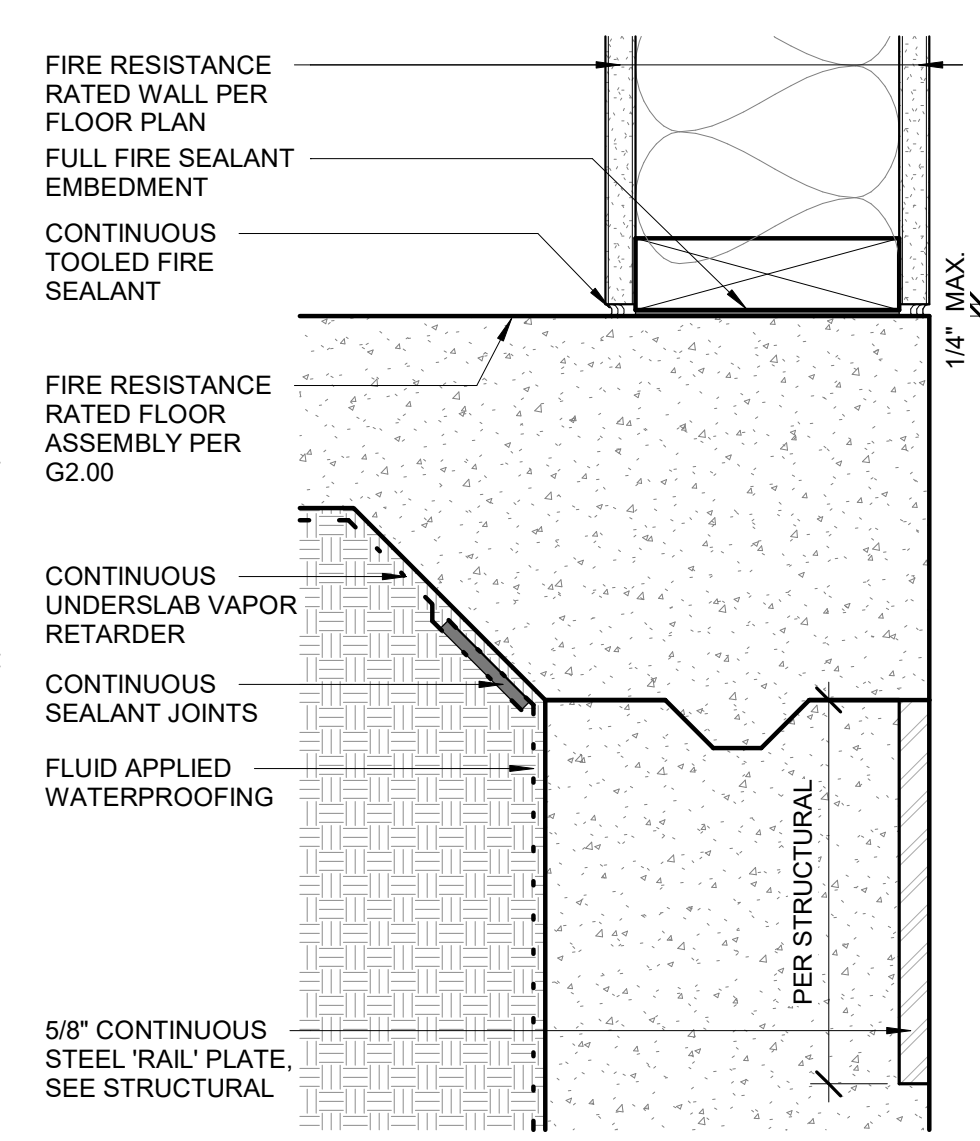 FIRE RESISTANCE
RATED WALL PER
FLOOR PLAN
FULL FIRE SEALANT
EMBEDMENT
CONTINUOUS
TOOLED FIRE
SEALANT
1/4" MAX.
FIRE RESISTANCE
RATED FLOOR
ASSEMBLY PER
G2.00
CONTINUOUS
UNDERSLAB VAPOR
RETARDER
CONTINUOUS
SEALANT JOINTS
FLUID APPLIED
WATERPROOFING
PER STRUCTURAL
5/8" CONTINUOUS
STEEL 'RAIL' PLATE,
SEE STRUCTURAL